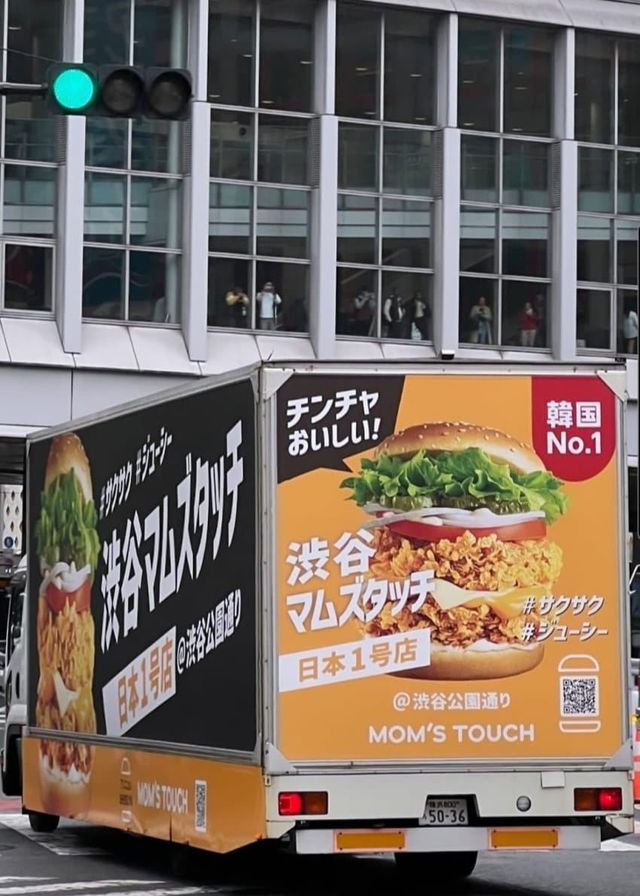 #サクサク #ジューシー
渋谷マムズタッチ
日本1号店
@渋谷公園通り
MOM'S TOUCH
チンチャ
おいしい!
韓国
No.1
渋谷
マムズタッチ
#サクサク
#ジューシー
日本1号店
@渋谷公園通り
MOM'S TOUCH
50-36